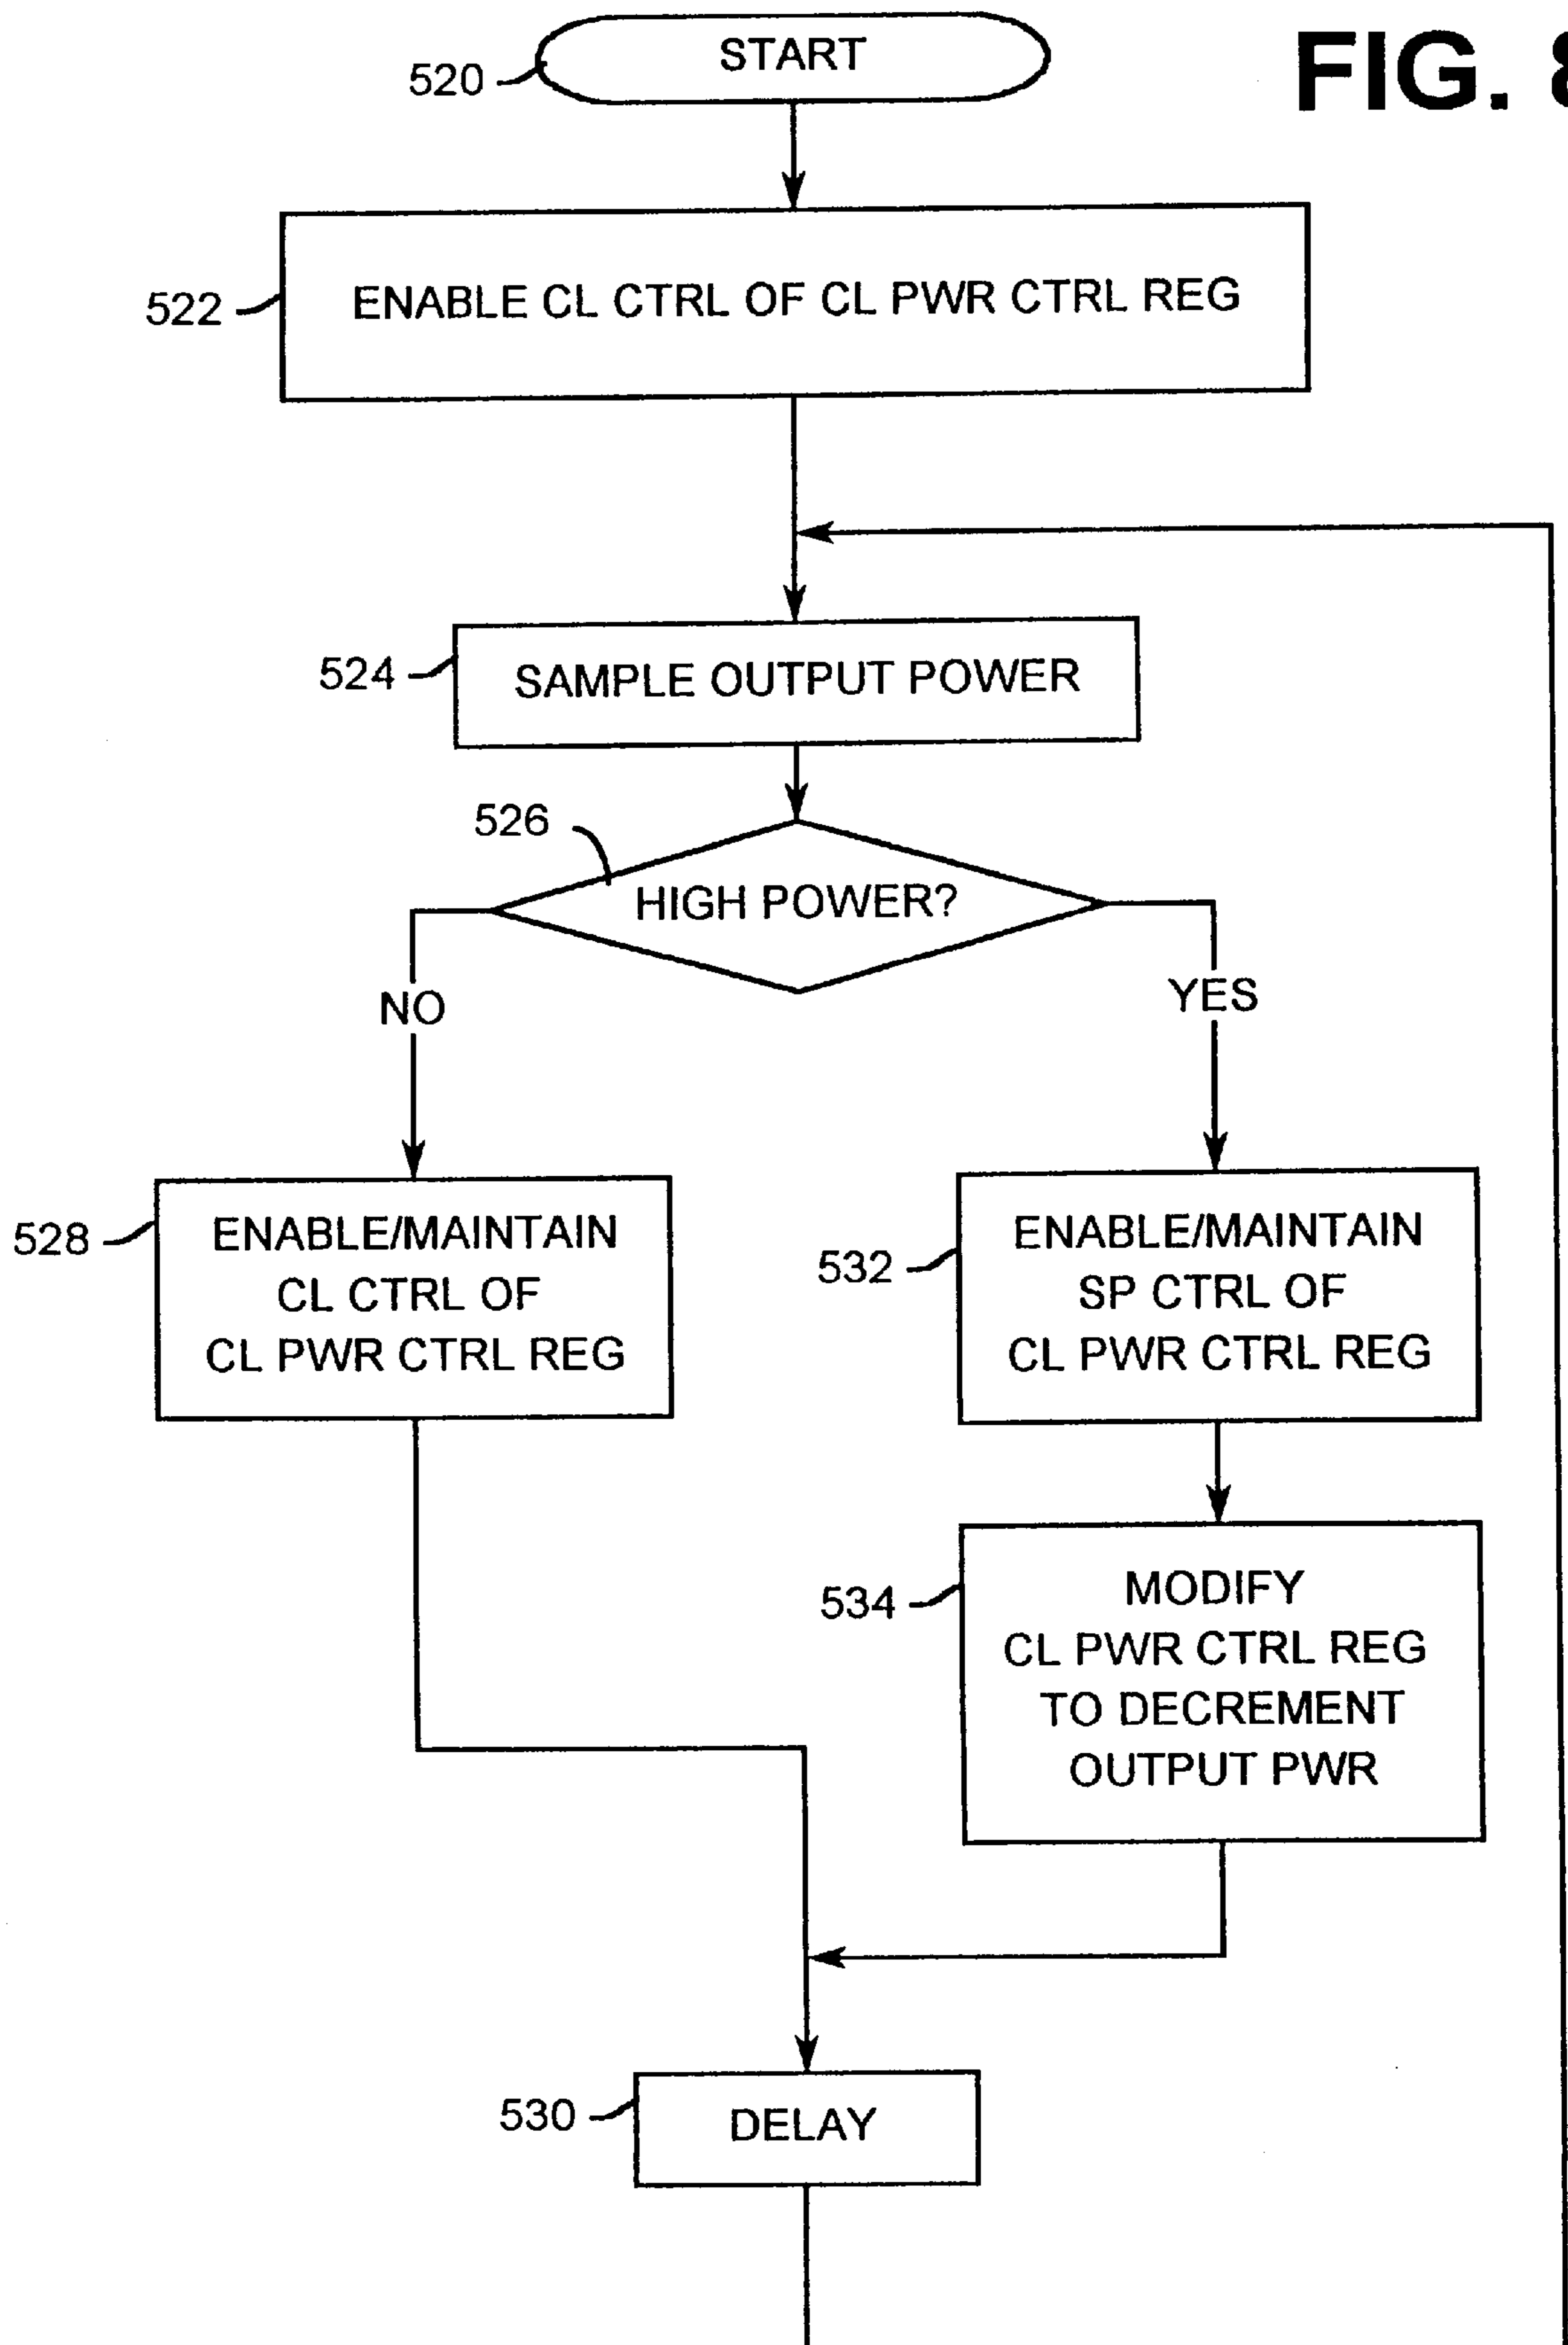 FIG. 8
START
520
522
ENABLE CL CTRL OF CL PWR CTRL REG
524
SAMPLE OUTPUT POWER
526
HIGH POWER?
NO
YES
528
ENABLE/MAINTAIN
CL CTRL OF
CL PWR CTRL REG
532
ENABLE/MAINTAIN
SP CTRL OF
CL PWR CTRL REG
534
MODIFY
CL PWR CTRL REG
TO DECREMENT
OUTPUT PWR
530
DELAY